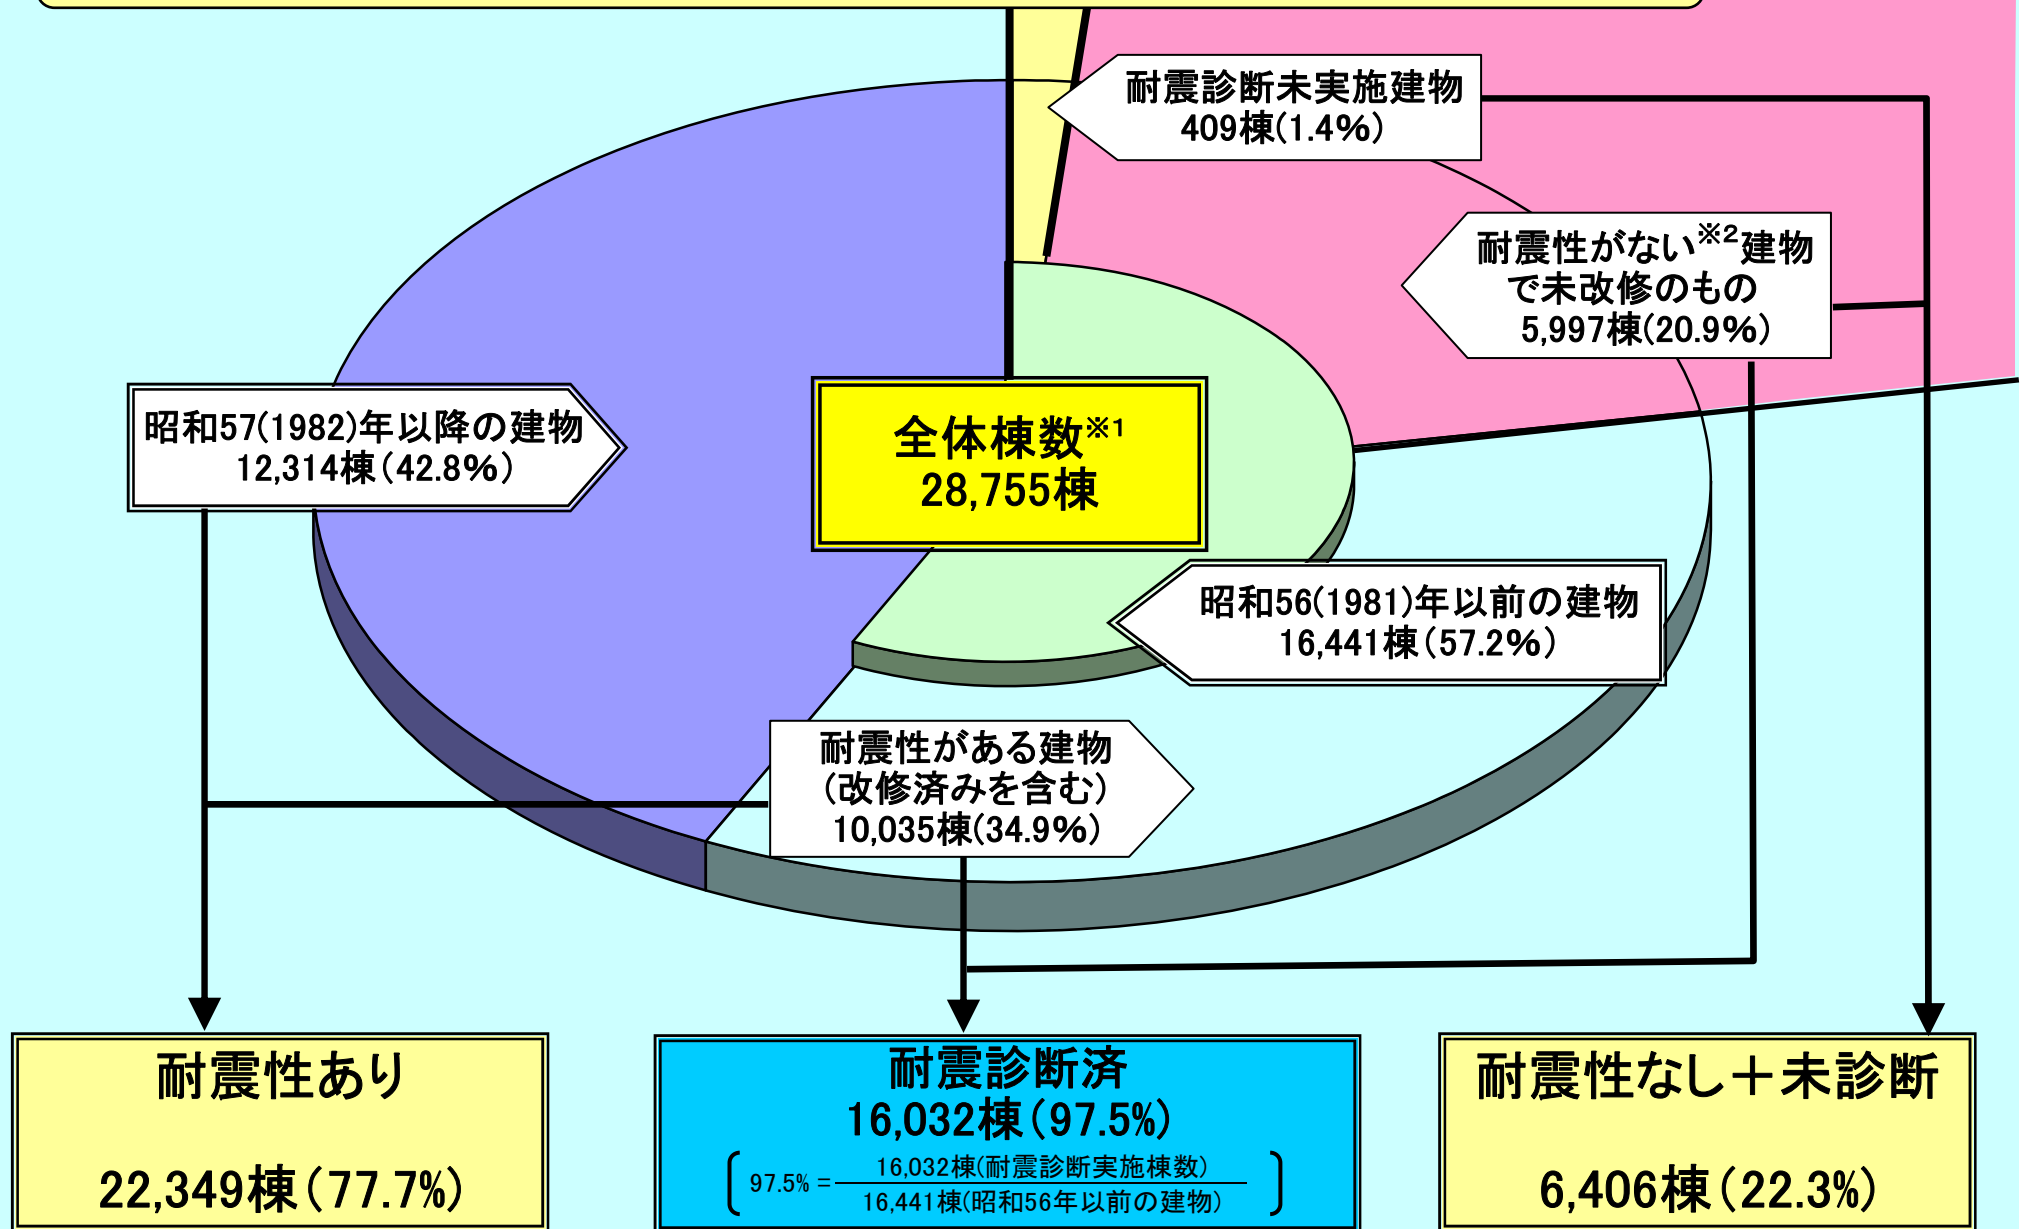 耐震診断未実施建物
409棟(1.4%)
耐震性がない※2建物
で未改修のもの
5,997棟(20.9%)
昭和57(1982)年以降の建物
12,314棟(42.8%)
全体棟数※1
28,755棟
昭和56(1981)年以前の建物
16,441棟(57.2%)
耐震性がある建物
(改修済みを含む)
10,035棟(34.9%)
耐震性あり
22,349棟(77.7%)
耐震診断済
16,032棟(97.5%)
97.5% =
16,032棟(耐震診断実施棟数)
16,441棟(昭和56年以前の建物)
耐震性なし＋未診断
6,406棟(22.3%)